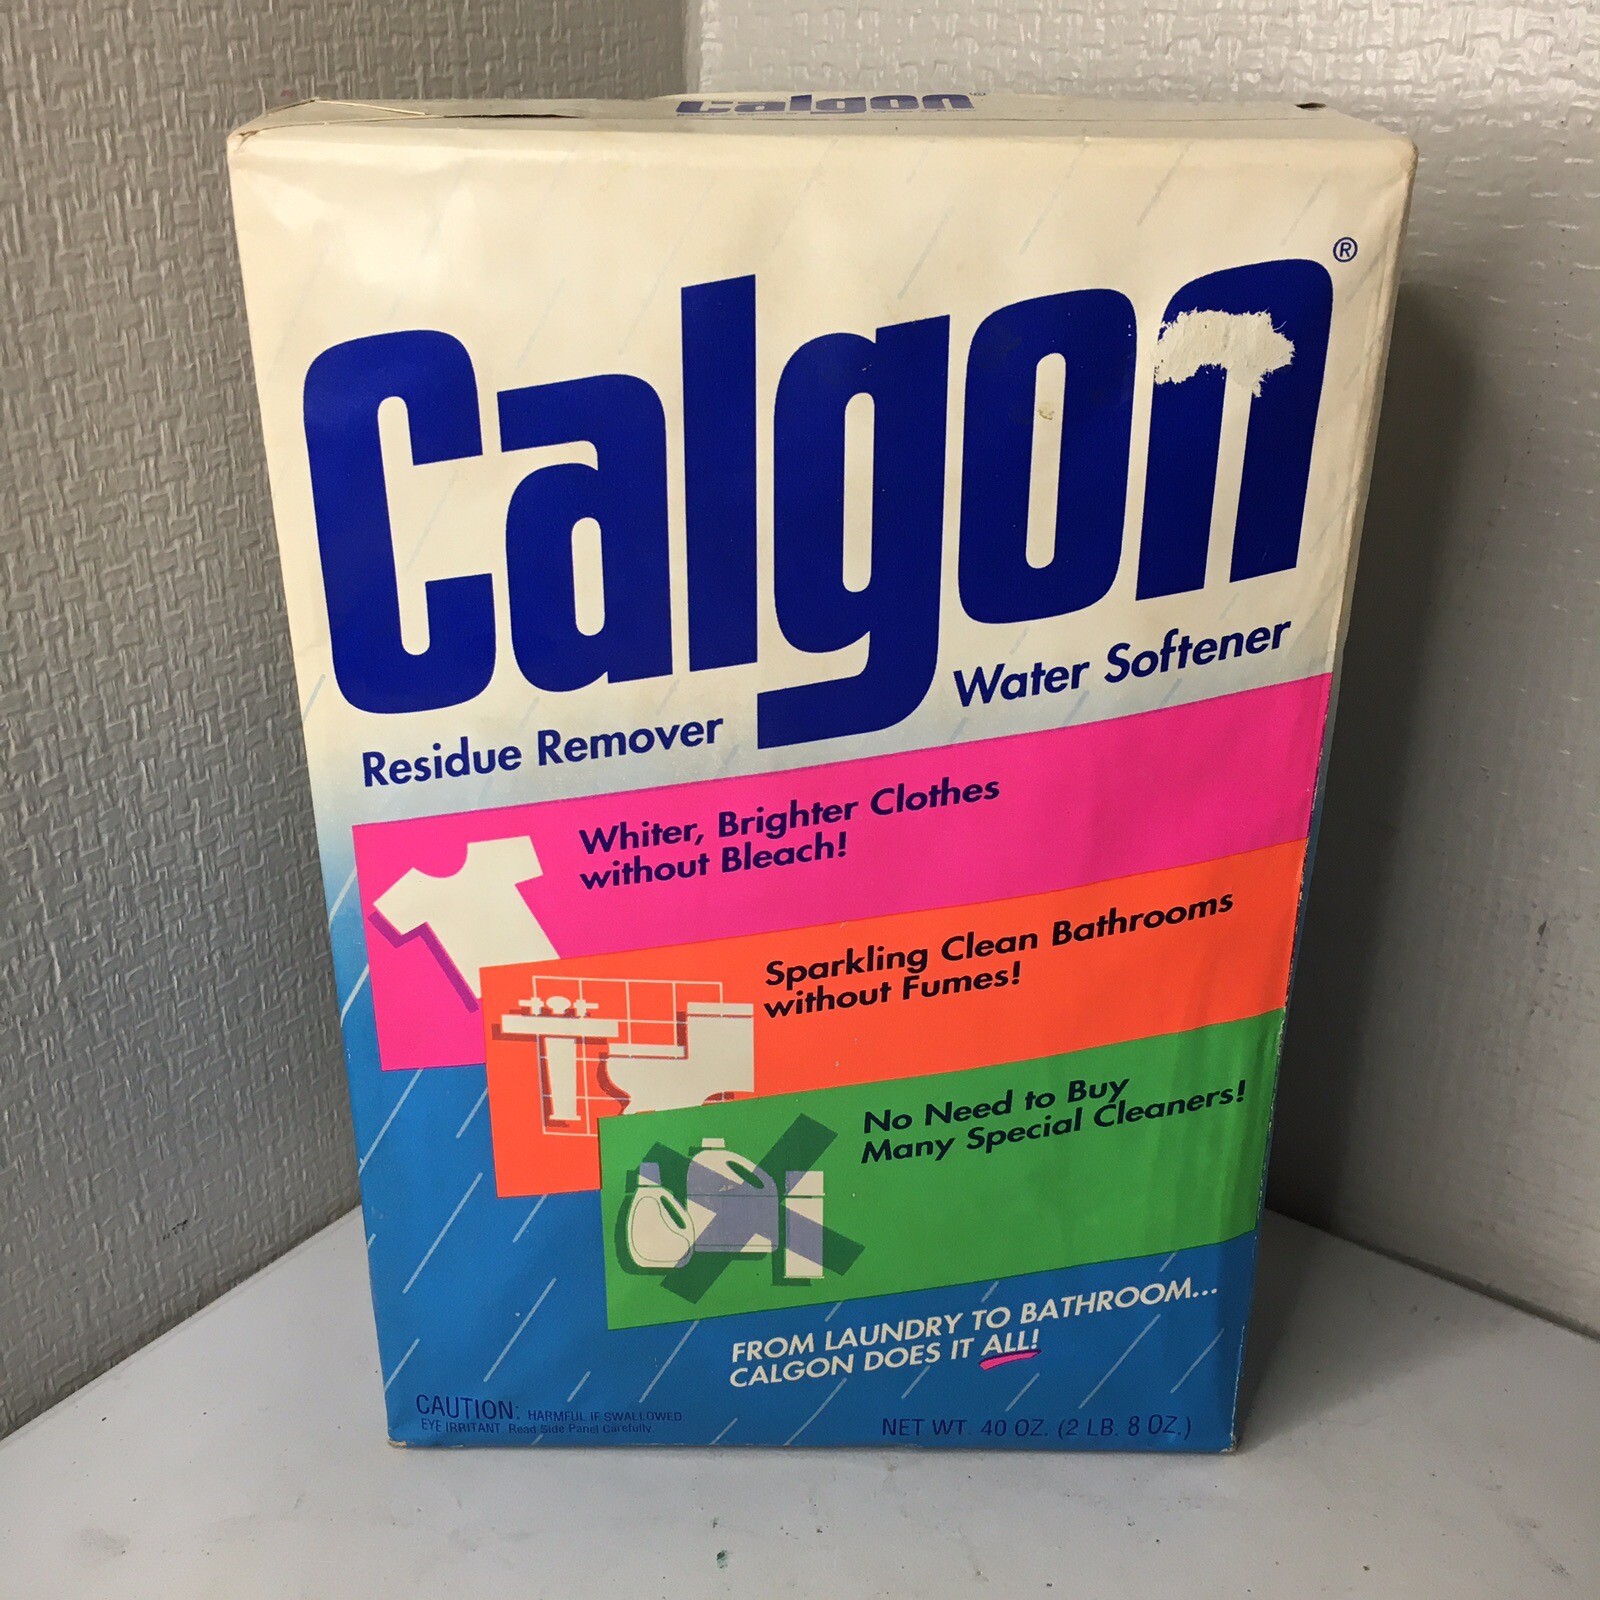 Calgon®
Calgon®
Residue Remover
Water Softener
Whiter, Brighter Clothes
without Bleach!
Sparkling Clean Bathrooms
without Fumes!
No Need to Buy
Many Special Cleaners!
FROM LAUNDRY TO BATHROOM...
CALGON DOES IT ALL!
CAUTION: HARMFUL IF SWALLOWED
EYE IRRITANT. Read Side Panel Carefully.
NET WT. 40 OZ. (2 LB. 8 OZ.)